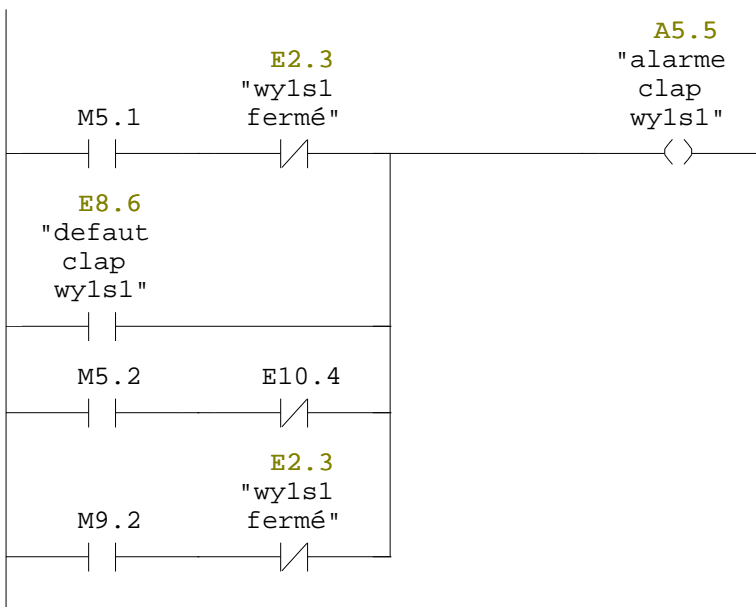 A5.5
"alarme
clap
wy1s1"
E2.3
"wy1s1
fermé"
M5.1
E8.6
"defaut
clap
wy1s1"
M5.2
E10.4
E2.3
"wy1s1
fermé"
M9.2